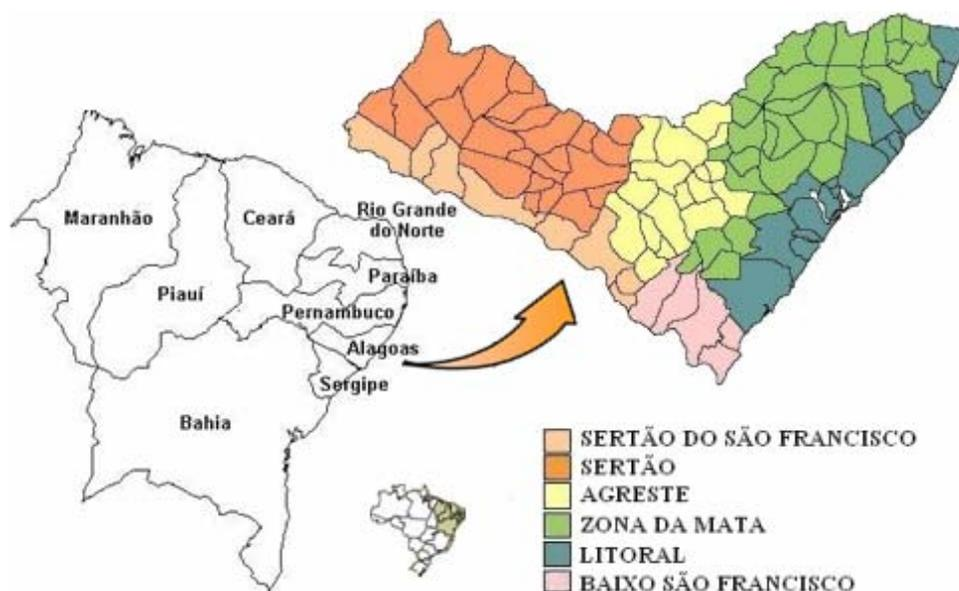 Maranhão
Ceará
Rio Grande
do Norte
Paraíba
Piauí
Pernambuco
Alagoas
Sergipe
Bahia
SERTÃO DO SÃO FRANCISCO
SERTÃO
AGRESTE
ZONA DA MATA
LITORAL
BAIXO SÃO FRANCISCO